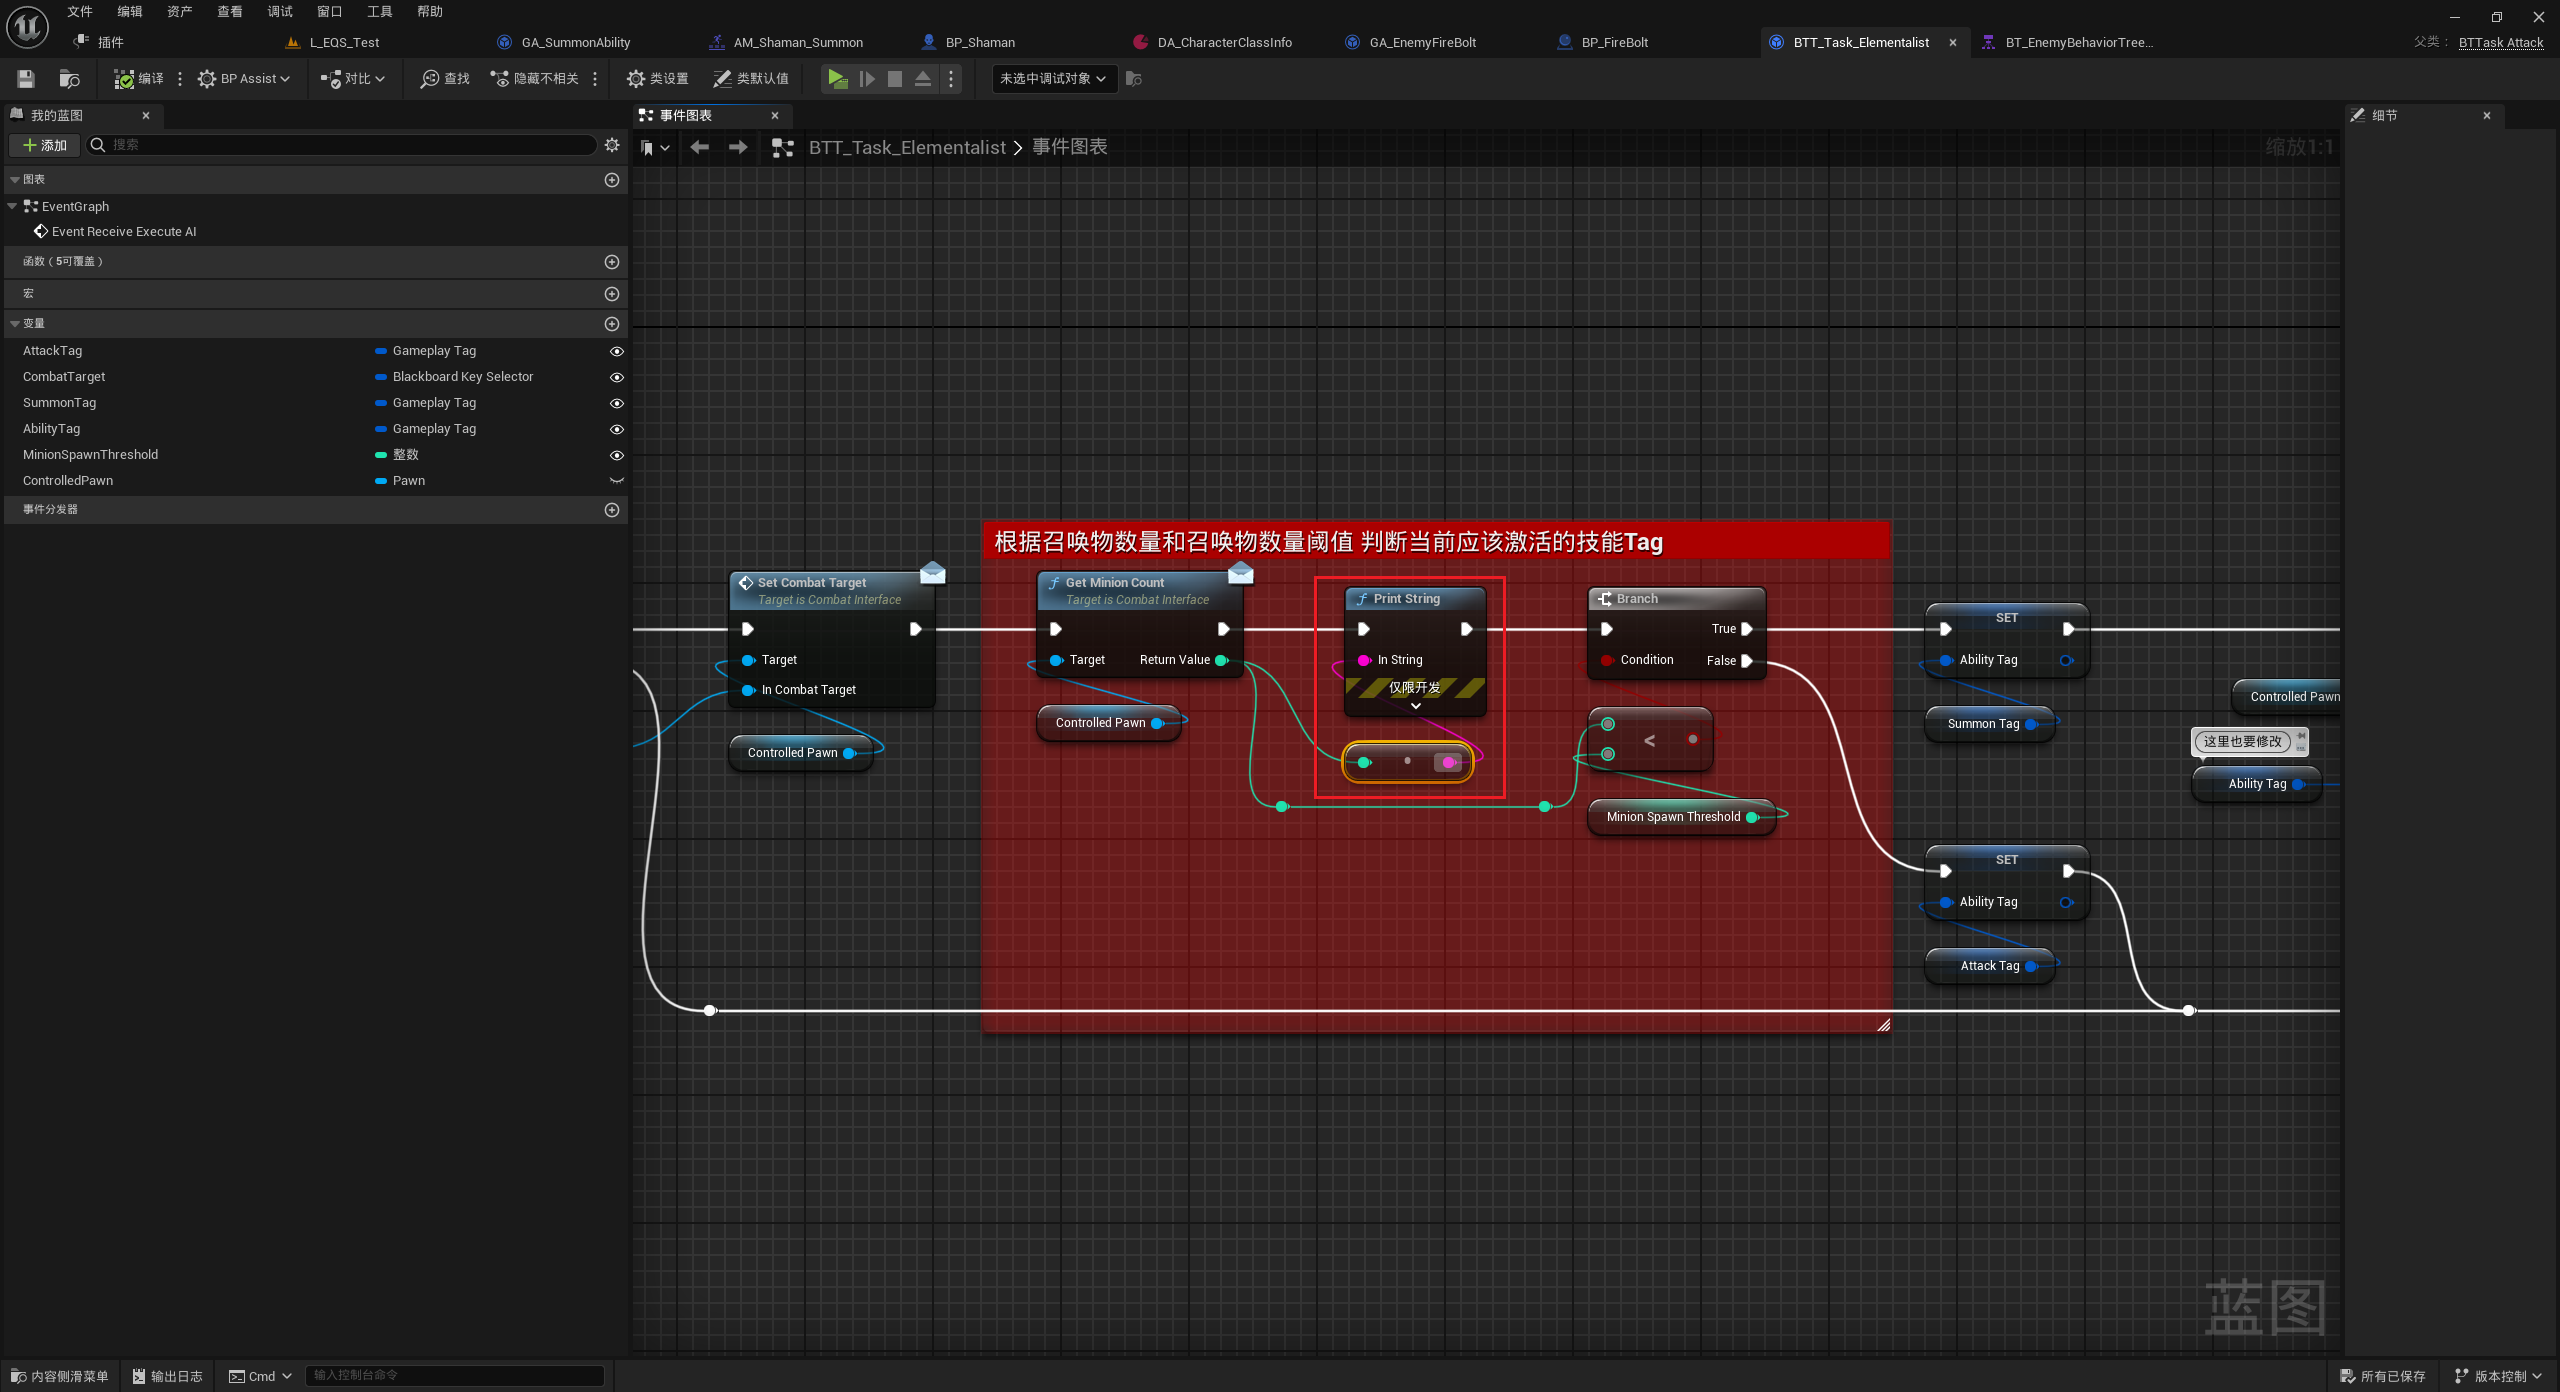 文件 编辑 资产 查看 调试 窗口 工具 帮助
插件 L_EQS_Test GA_SummonAbility AM_Shaman_Summon BP_Shaman DA_CharacterClassInfo GA_EnemyFireBolt BP_FireBolt BTT_Task_Elementalist BT_EnemyBehaviorTree... 父类： BTTask Attack
编译 BP Assist 对比 查找 隐藏不相关 类设置 类默认值 未选中调试对象
我的蓝图
添加 搜索
图表
EventGraph
Event Receive Execute AI
函数（5可覆盖）
宏
变量
AttackTag Gameplay Tag
CombatTarget Blackboard Key Selector
SummonTag Gameplay Tag
AbilityTag Gameplay Tag
MinionSpawnThreshold 整数
ControlledPawn Pawn
事件分发器
事件图表
BTT_Task_Elementalist > 事件图表 缩放1:1
根据召唤物数量和召唤物数量阈值 判断当前应该激活的技能Tag
Set Combat Target
Target is Combat Interface
Target
In Combat Target
Controlled Pawn
Get Minion Count
Target is Combat Interface
Target Return Value
Controlled Pawn
Print String
In String
仅限开发
Branch
True
Condition False
<
Minion Spawn Threshold
SET
Ability Tag
Summon Tag
SET
Ability Tag
Attack Tag
Controlled Pawn
这里也要修改
Ability Tag
蓝图
细节
内容侧滑菜单 输出日志 Cmd 输入控制台命令 所有已保存 版本控制